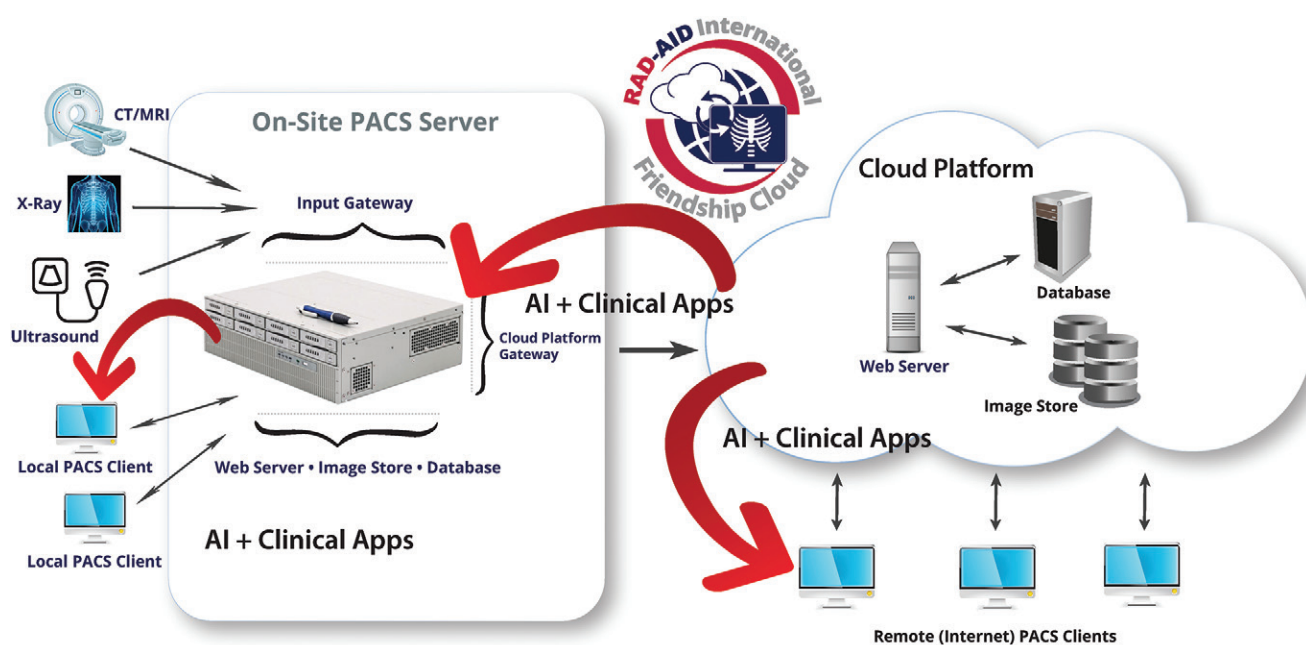 RAD-AID International
Friendship Cloud
CT/MRI
On-Site PACS Server
Cloud Platform
X-Ray
Input Gateway
Ultrasound
AI + Clinical Apps
Cloud Platform
Gateway
Database
Web Server
Image Store
AI + Clinical Apps
Local PACS Client
Web Server • Image Store • Database
Local PACS Client
AI + Clinical Apps
Remote (Internet) PACS Clients